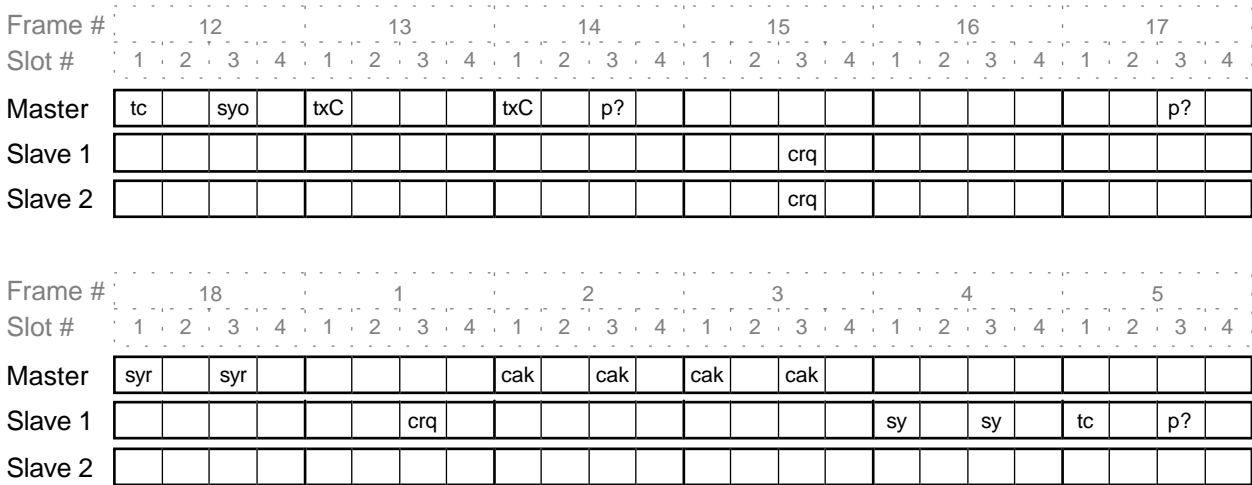 Frame # 12 13 14 15 16 17
Slot # 1 2 3 4 1 2 3 4 1 2 3 4 1 2 3 4 1 2 3 4 1 2 3 4
Master tc syo txC txC p? p?
Slave 1 crq
Slave 2 crq
Frame # 18 1 2 3 4 5
Slot # 1 2 3 4 1 2 3 4 1 2 3 4 1 2 3 4 1 2 3 4 1 2 3 4
Master syr syr cak cak cak cak
Slave 1 crq sy sy tc p?
Slave 2